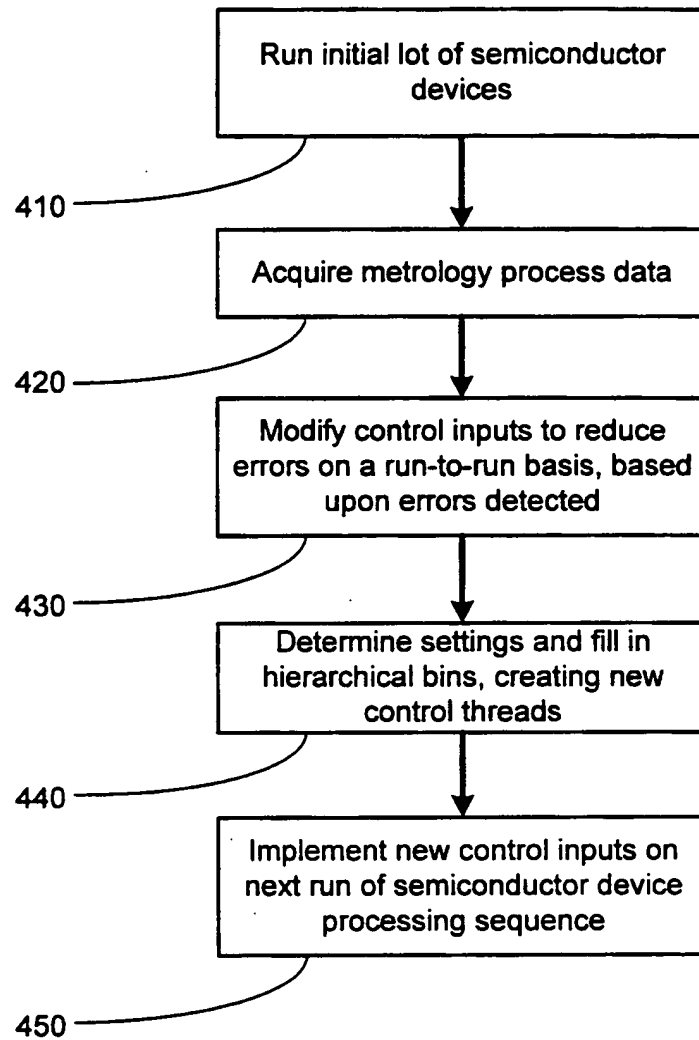 Run initial lot of semiconductor
devices
410
Acquire metrology process data
420
Modify control inputs to reduce
errors on a run-to-run basis, based
upon errors detected
430
Determine settings and fill in
hierarchical bins, creating new
control threads
440
Implement new control inputs on
next run of semiconductor device
processing sequence
450